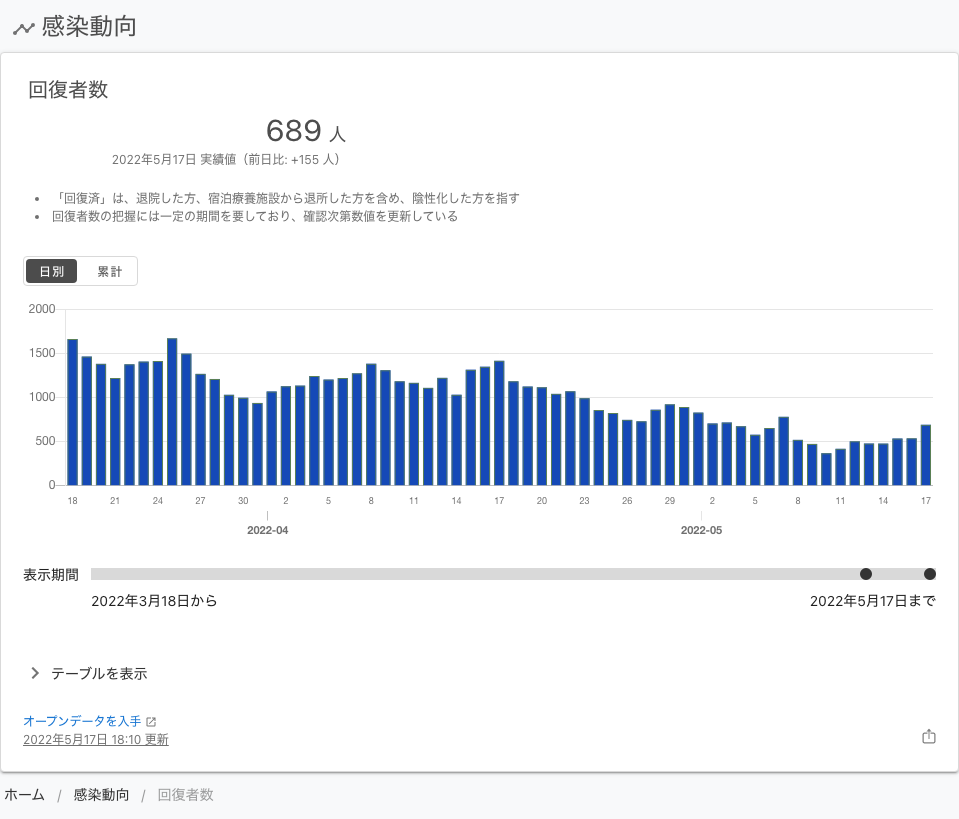 感染動向
回復者数
689 人
2022年5月17日 実績値（前日比: +155 人）
• 「回復済」は、退院した方、宿泊療養施設から退所した方を含め、陰性化した方を指す
• 回復者数の把握には一定の期間を要しており、確認次第数値を更新している
日別 累計
2000
1500
1000
500
0
18 21 24 27 30 2 5 8 11 14 17 20 23 26 29 2 5 8 11 14 17
2022-04 2022-05
表示期間
2022年3月18日から 2022年5月17日まで
テーブルを表示
オープンデータを入手
2022年5月17日 18:10 更新
ホーム / 感染動向 / 回復者数